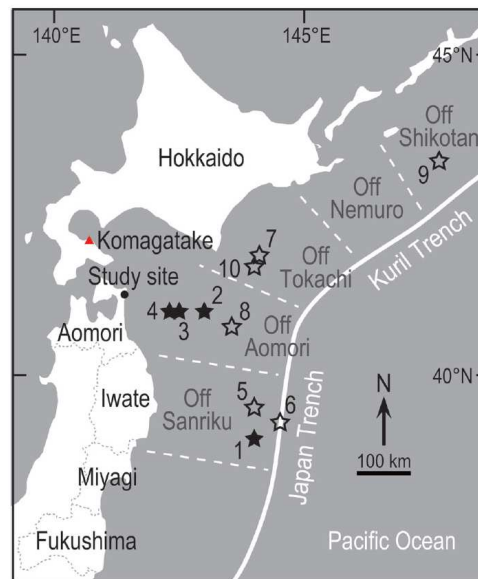 140°E
145°E
45°N
Off
Shikotan
Hokkaido
9
Off
Nemuro
Komagatake
7
10
Off
Tokachi
Kuril Trench
Study site
2
4
3
8
Off
Aomori
Aomori
40°N
Iwate
Off
Sanriku
5
6
N
1
Japan Trench
100 km
Miyagi
Fukushima
Pacific Ocean